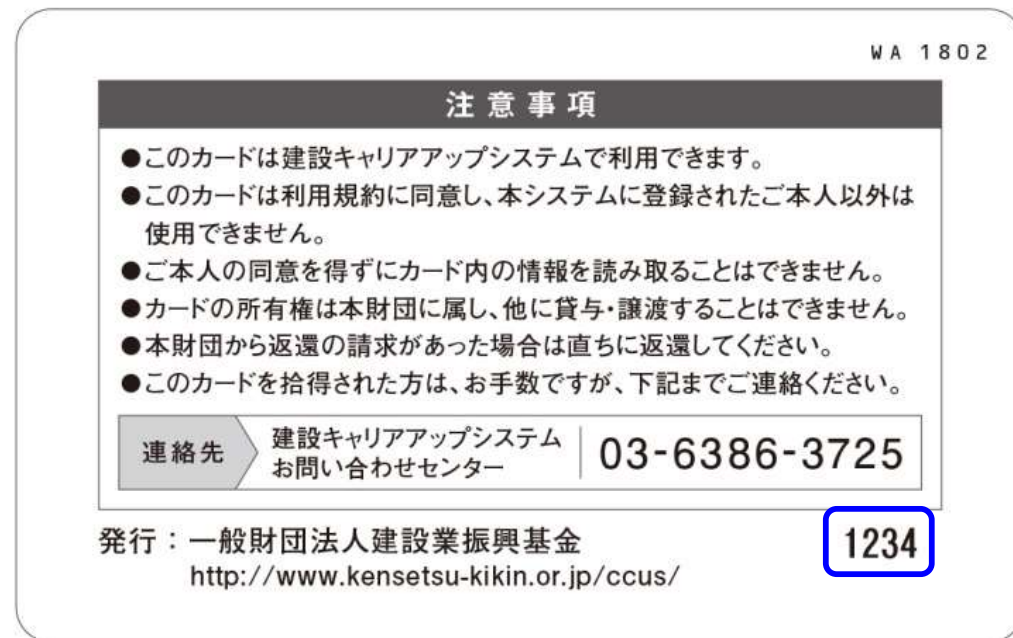 WA 1802
注意事項
●このカードは建設キャリアアップシステムで利用できます。
●このカードは利用規約に同意し、本システムに登録されたご本人以外は
使用できません。
●ご本人の同意を得ずにカード内の情報を読み取ることはできません。
●カードの所有権は本財団に属し、他に貸与・譲渡することはできません。
●本財団から返還の請求があった場合は直ちに返還してください。
●このカードを拾得された方は、お手数ですが、下記までご連絡ください。
連絡先
建設キャリアアップシステム
お問い合わせセンター
03-6386-3725
発行：一般財団法人建設業振興基金
http://www.kensetsu-kikin.or.jp/ccus/
1234